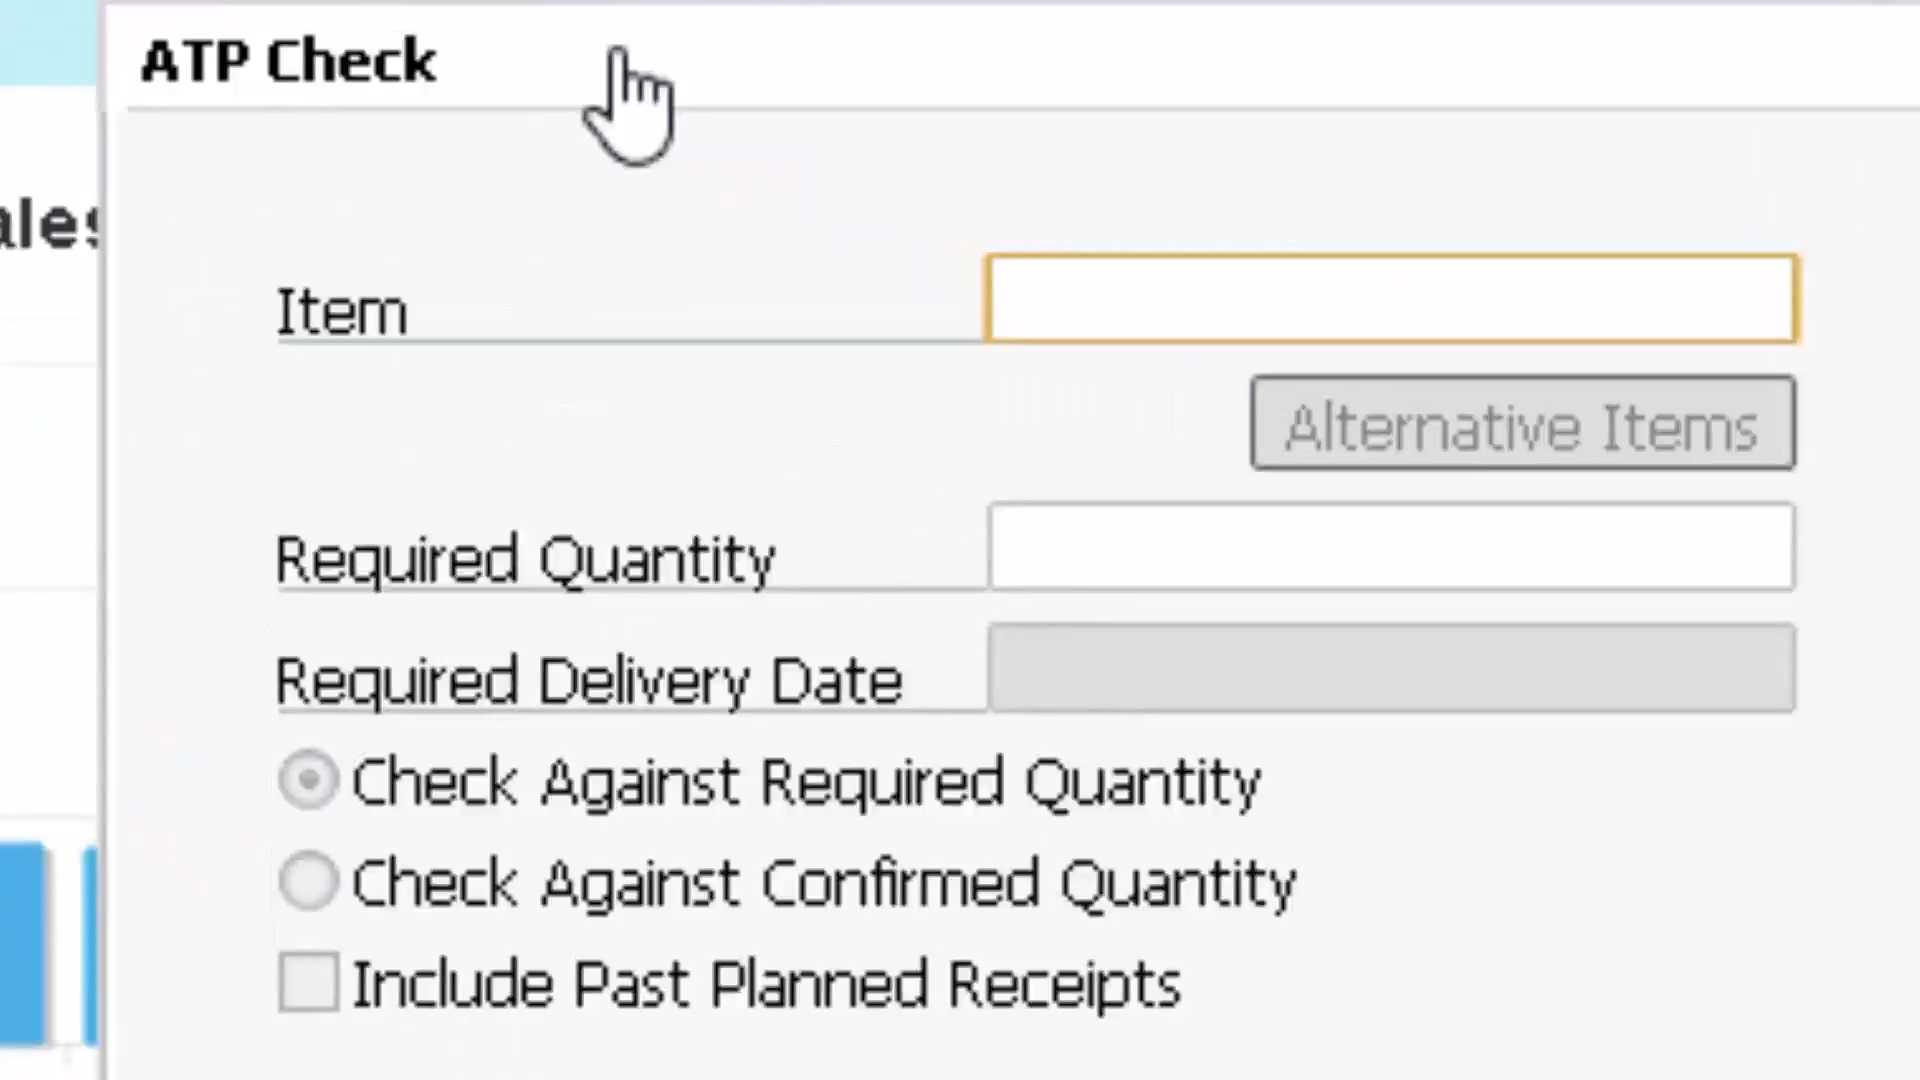 ATP Check
ales
Item
Alternative Items
Required Quantity
Required Delivery Date
Check Against Required Quantity
Check Against Confirmed Quantity
Include Past Planned Receipts